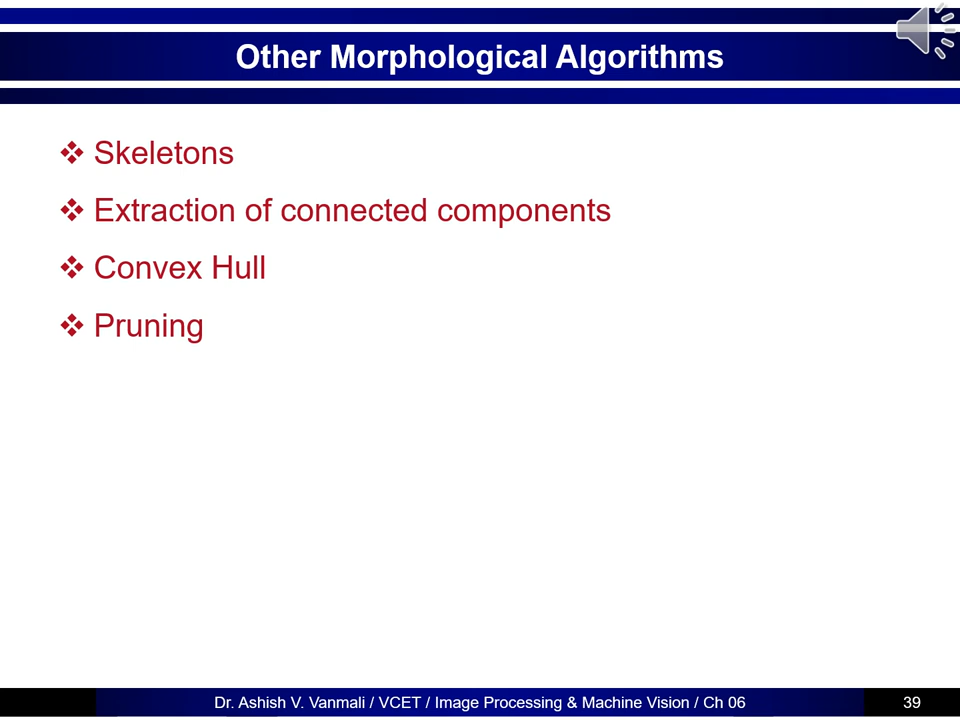 Other Morphological Algorithms
❖ Skeletons
❖ Extraction of connected components
❖ Convex Hull
❖ Pruning
Dr. Ashish V. Vanmali / VCET / Image Processing & Machine Vision / Ch 06 39